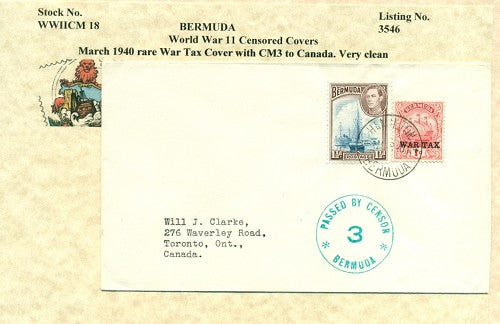 Stock No.
WWIICM 18
BERMUDA
Listing No.
3546
World War 11 Censored Covers
March 1940 rare War Tax Cover with CM3 to Canada. Very clean
BERMUDA
BERMUDA
WAR TAX
HAMILTON
BERMUDA
PASSED BY CENSOR
3
BERMUDA
Will J. Clarke,
276 Waverley Road,
Toronto, Ont.,
Canada.